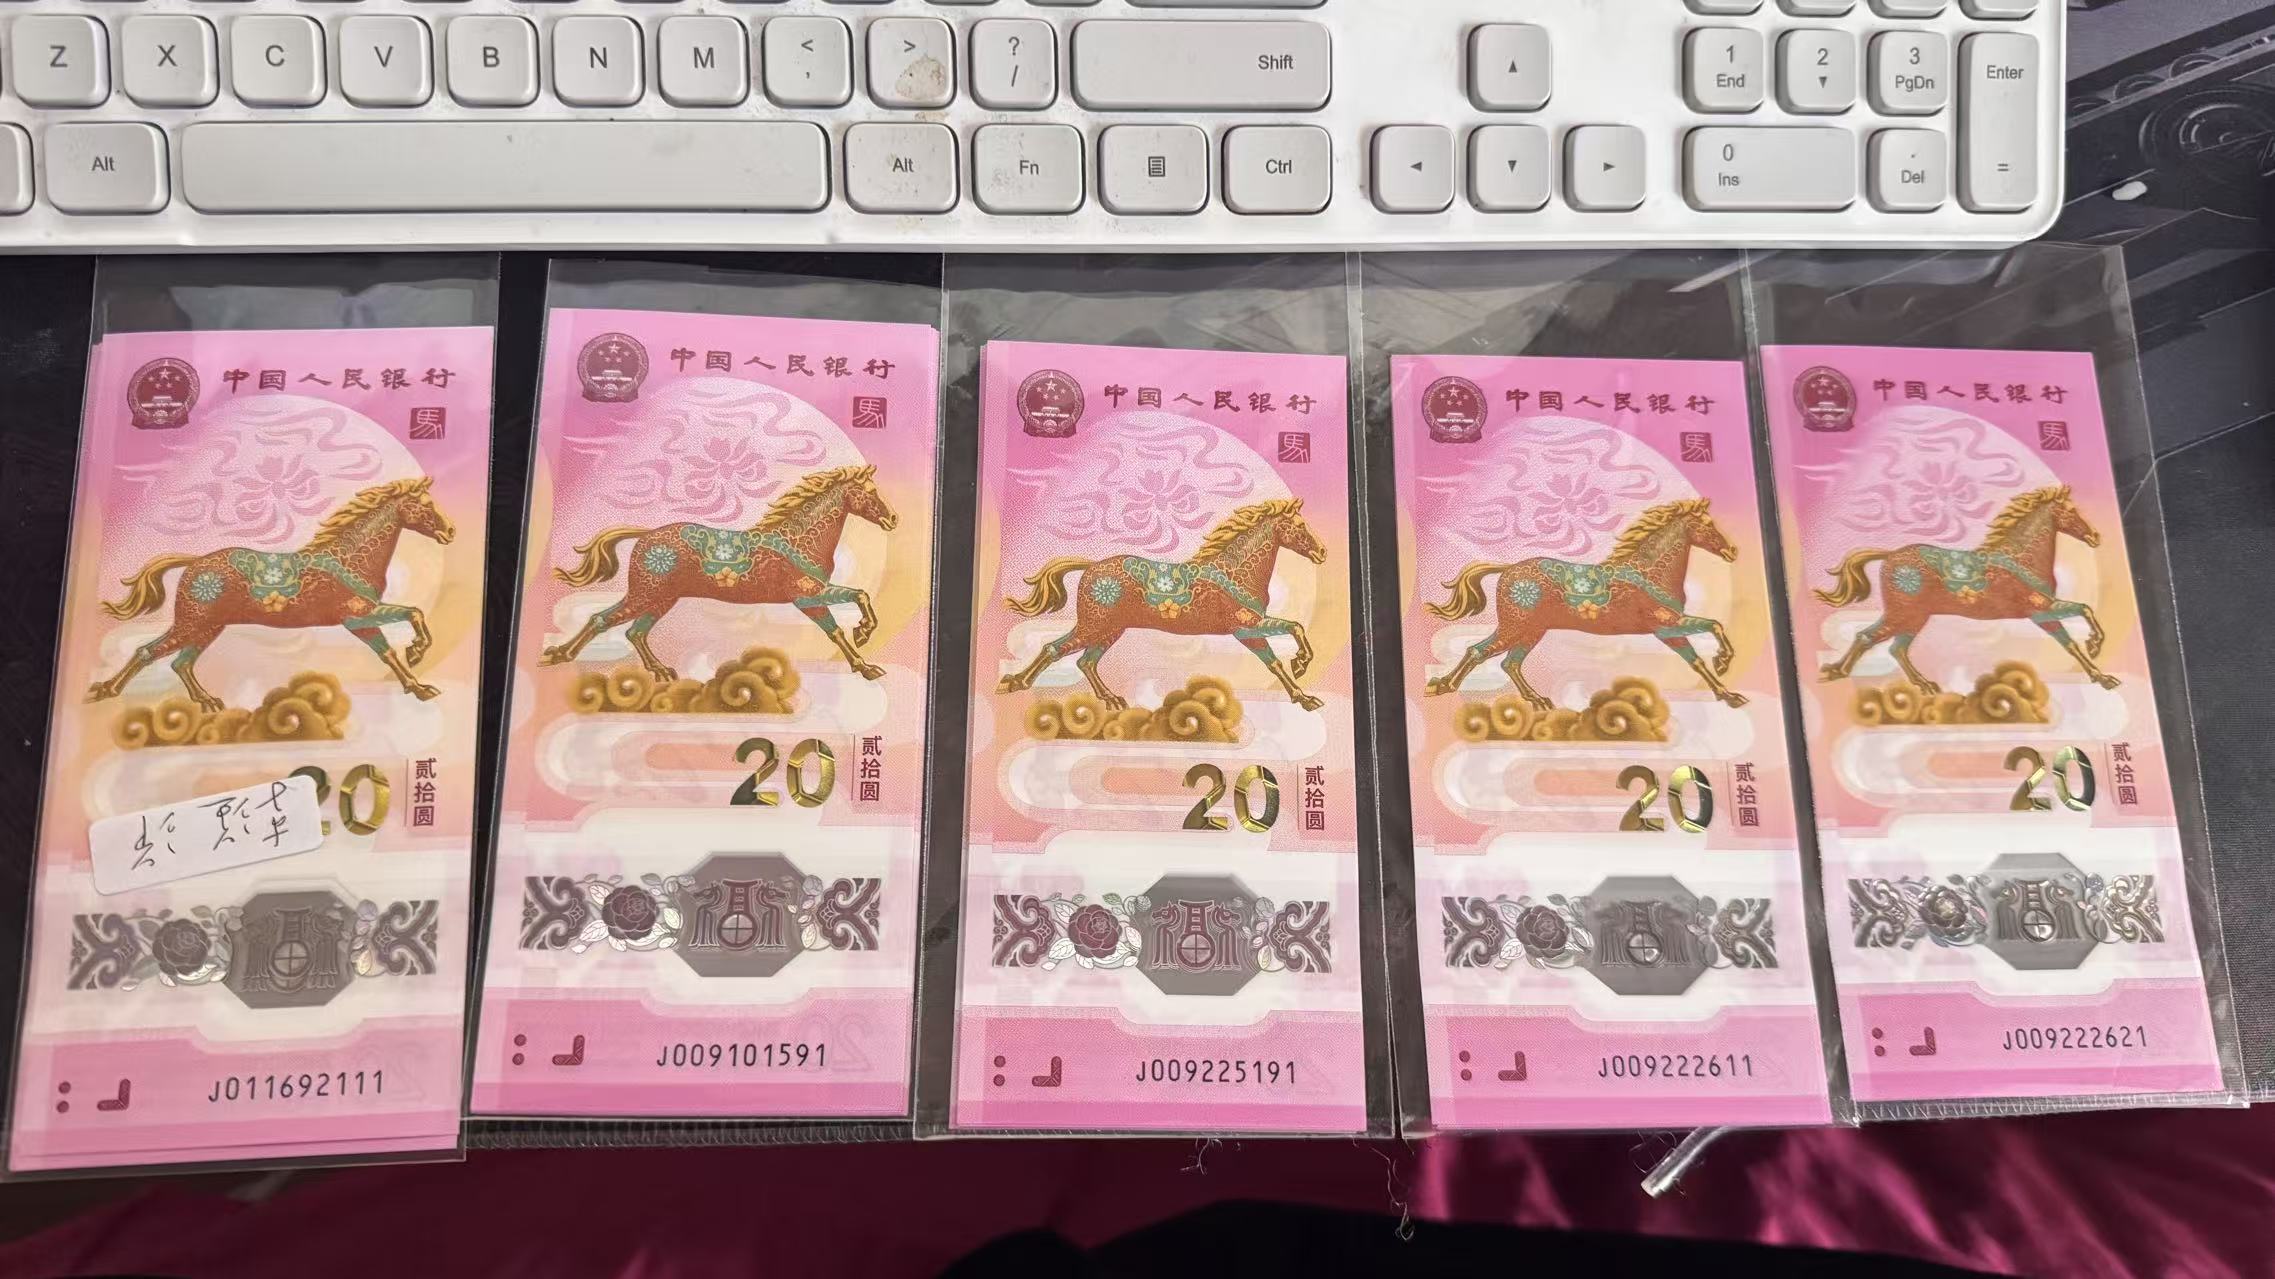 Z X C V B N M < , > ? / Shift ▲ 1 End 2 ▼ 3 PgDn Enter =
Alt Alt Fn Ctrl ◄ ▼ ► 0 Ins . Del
中国人民银行
馬
20
贰拾圆
J011692111
中国人民银行
馬
20
贰拾圆
J009101591
中国人民银行
馬
20
贰拾圆
J009225191
中国人民银行
馬
20
贰拾圆
J009222611
中国人民银行
馬
20
贰拾圆
J009222621